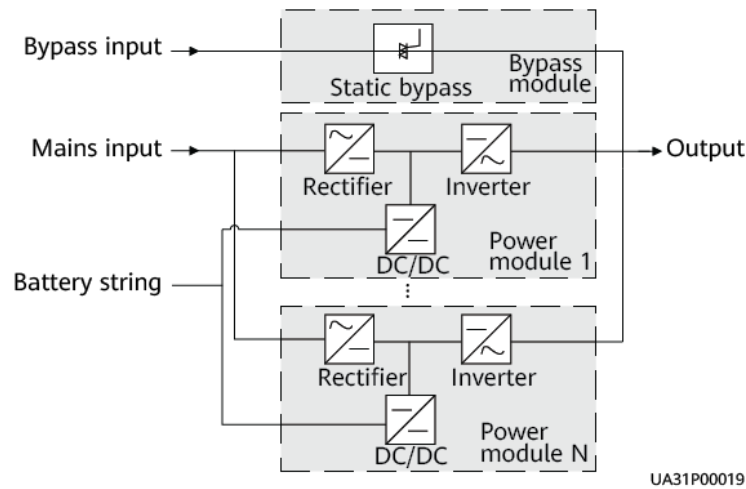 Bypass input
Static bypass
Bypass
module
Mains input
Output
Rectifier
Inverter
DC/DC
Power
module 1
Battery string
Rectifier
Inverter
DC/DC
Power
module N
UA31P00019